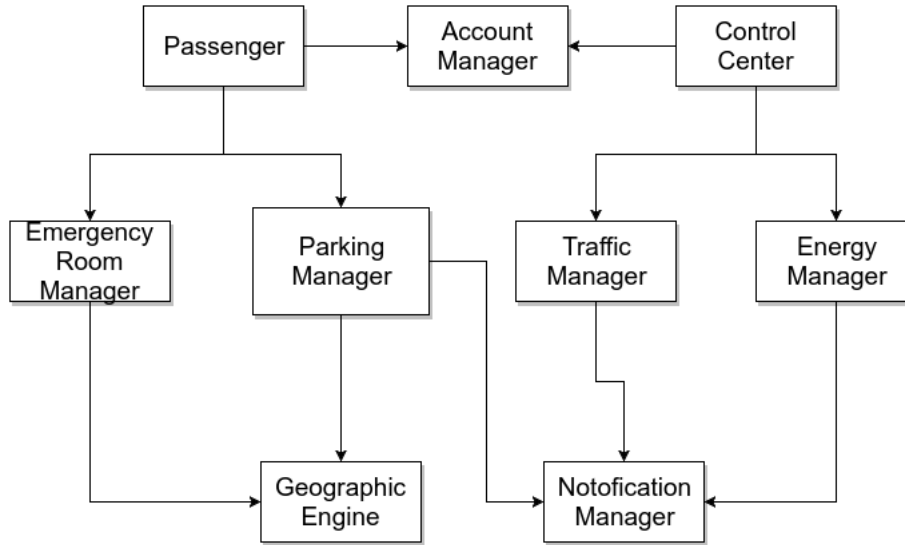 Passenger
Account
Manager
Control
Center
Emergency
Room
Manager
Parking
Manager
Traffic
Manager
Energy
Manager
Geographic
Engine
Notofication
Manager